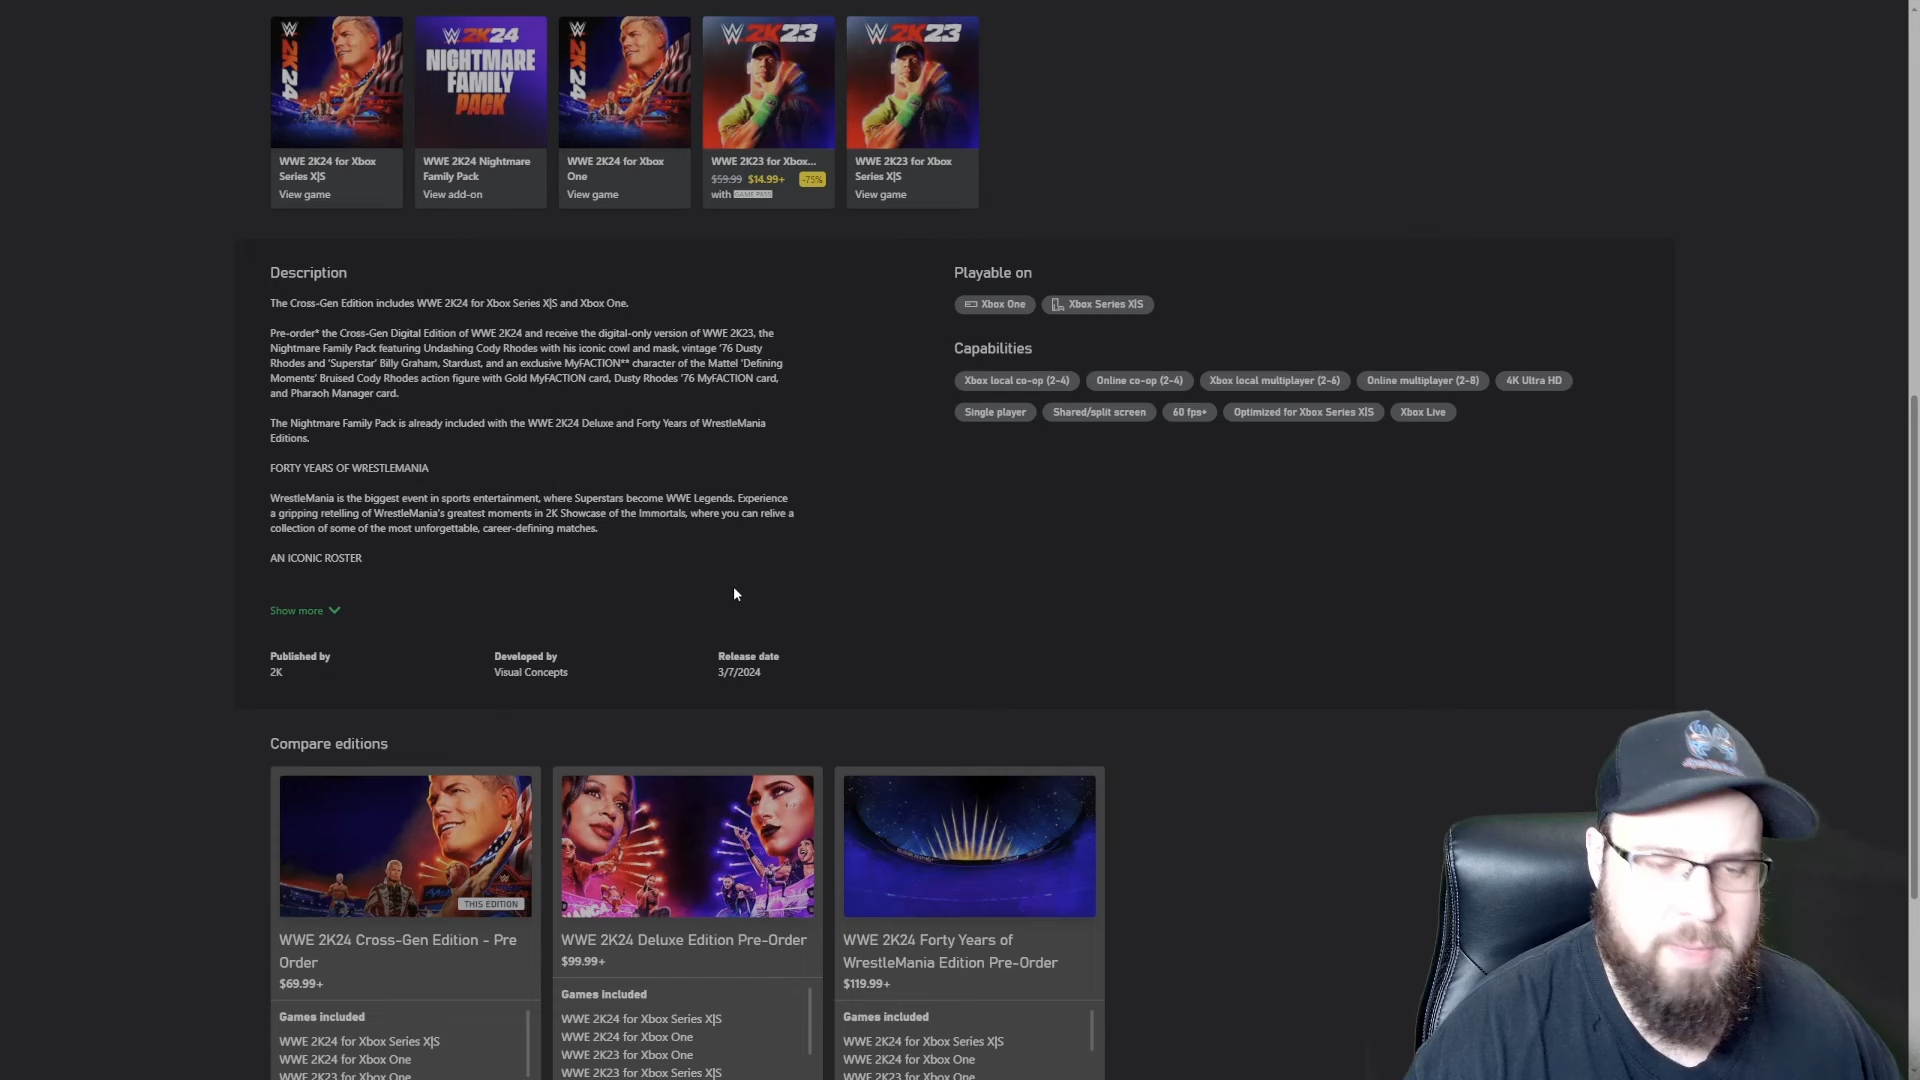 W 2K24
W 2K24
NIGHTMARE
FAMILY
PACK
W 2K24
W 2K23
W 2K23
WWE 2K24 for Xbox
Series X|S
View game
WWE 2K24 Nightmare
Family Pack
View add-on
WWE 2K24 for Xbox
One
View game
WWE 2K23 for Xbox...
$59.99 $14.99+ -75%
with GAME PASS
WWE 2K23 for Xbox
Series X|S
View game
Description
The Cross-Gen Edition includes WWE 2K24 for Xbox Series X|S and Xbox One.
Pre-order* the Cross-Gen Digital Edition of WWE 2K24 and receive the digital-only version of WWE 2K23, the
Nightmare Family Pack featuring Undashing Cody Rhodes with his iconic cowl and mask, vintage '76 Dusty
Rhodes and 'Superstar' Billy Graham, Stardust, and an exclusive MyFACTION** character of the Mattel 'Defining
Moments' Bruised Cody Rhodes action figure with Gold MyFACTION card, Dusty Rhodes '76 MyFACTION card,
and Pharaoh Manager card.
The Nightmare Family Pack is already included with the WWE 2K24 Deluxe and Forty Years of WrestleMania
Editions.
FORTY YEARS OF WRESTLEMANIA
WrestleMania is the biggest event in sports entertainment, where Superstars become WWE Legends. Experience
a gripping retelling of WrestleMania's greatest moments in 2K Showcase of the Immortals, where you can relive a
collection of some of the most unforgettable, career-defining matches.
AN ICONIC ROSTER
Show more
Published by
2K
Developed by
Visual Concepts
Release date
3/7/2024
Playable on
Xbox One
Xbox Series X|S
Capabilities
Xbox local co-op (2-4)
Online co-op (2-4)
Xbox local multiplayer (2-6)
Online multiplayer (2-8)
4K Ultra HD
Single player
Shared/split screen
60 fps+
Optimized for Xbox Series X|S
Xbox Live
Compare editions
THIS EDITION
WWE 2K24 Cross-Gen Edition - Pre
Order
$69.99+
Games included
WWE 2K24 for Xbox Series X|S
WWE 2K24 for Xbox One
WWE 2K23 for Xbox One
WWE 2K24 Deluxe Edition Pre-Order
$99.99+
Games included
WWE 2K24 for Xbox Series X|S
WWE 2K24 for Xbox One
WWE 2K23 for Xbox One
WWE 2K23 for Xbox Series X|S
WWE 2K24 Forty Years of
WrestleMania Edition Pre-Order
$119.99+
Games included
WWE 2K24 for Xbox Series X|S
WWE 2K24 for Xbox One
WWE 2K23 for Xbox One